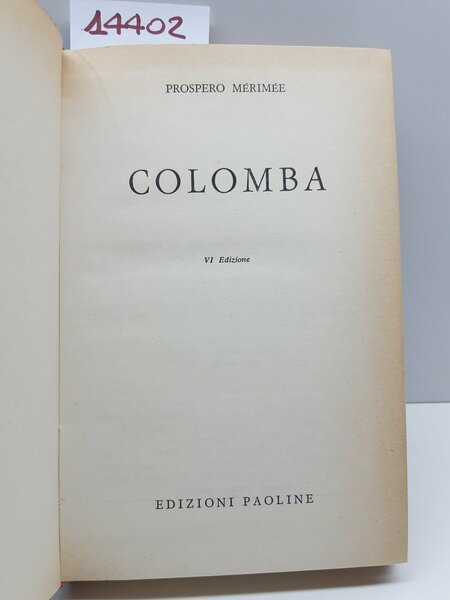 14402
PROSPERO MÉRIMÉE
COLOMBA
VI Edizione
EDIZIONI PAOLINE